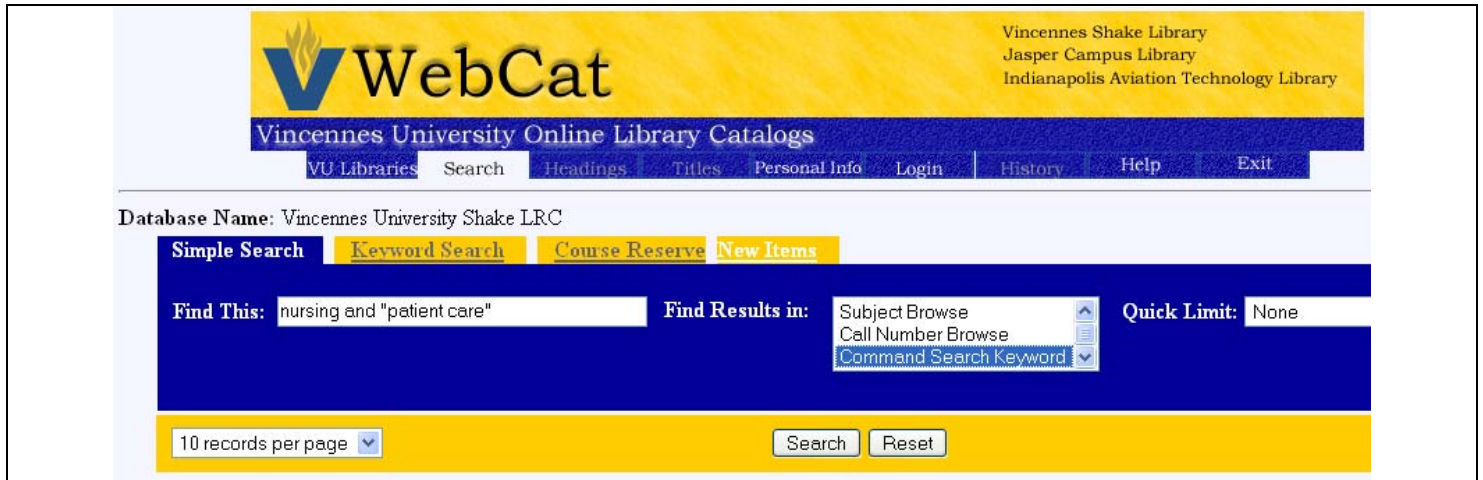 Vincennes Shake Library
Jasper Campus Library
Indianapolis Aviation Technology Library
WebCat
Vincennes University Online Library Catalogs
VU Libraries Search Headings Titles Personal Info Login History Help Exit
Database Name: Vincennes University Shake LRC
Simple Search Keyword Search Course Reserve New Items
Find This: nursing and "patient care" Find Results in: Subject Browse Quick Limit: None
Call Number Browse
Command Search Keyword
10 records per page Search Reset